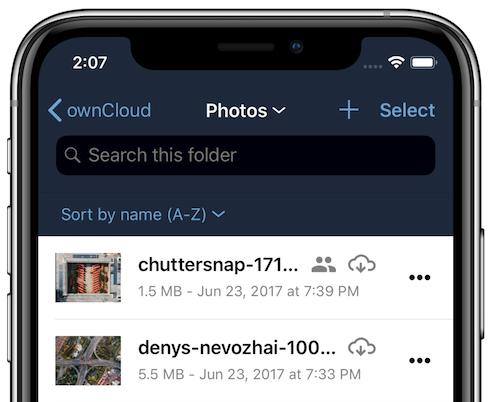 2:07
ownCloud Photos Select
Search this folder
Sort by name (A-Z)
chuttersnap-171...
1.5 MB - Jun 23, 2017 at 7:39 PM
denys-nevozhai-100...
5.5 MB - Jun 23, 2017 at 7:33 PM